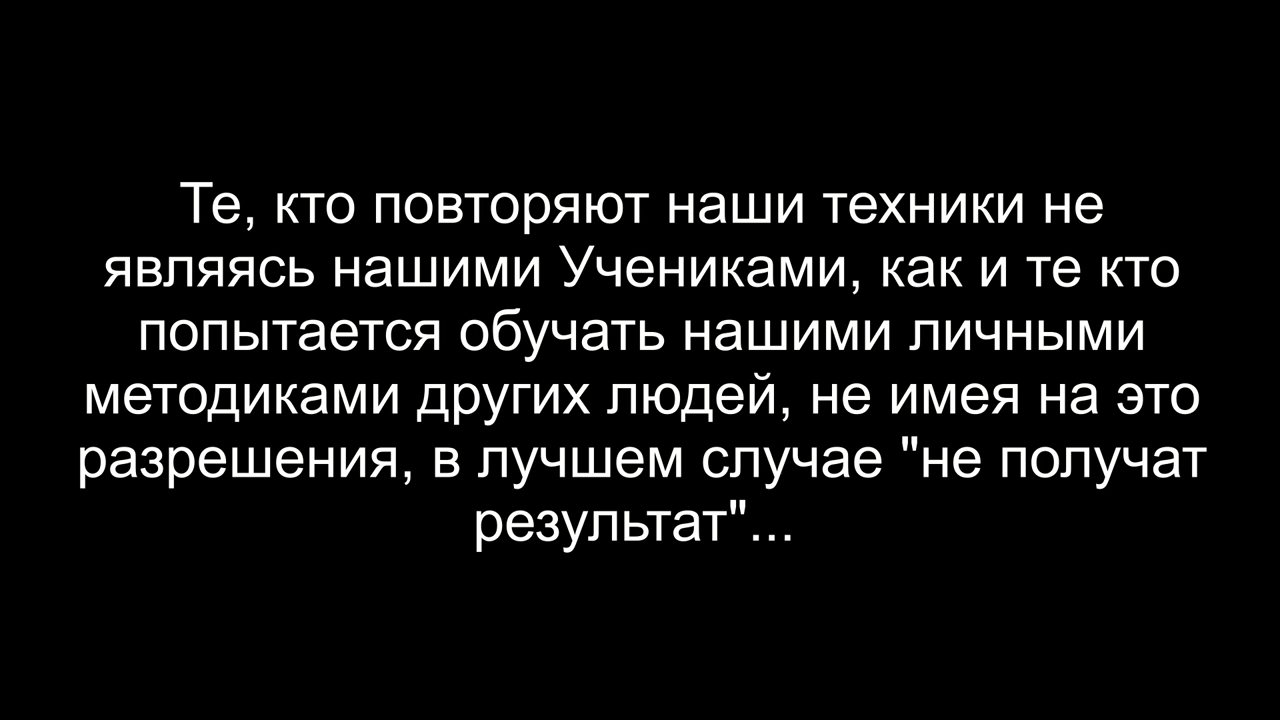 Те, кто повторяют наши техники не
являясь нашими Учениками, как и те кто
попытается обучать нашими личными
методиками других людей, не имея на это
разрешения, в лучшем случае "не получат
результат"...